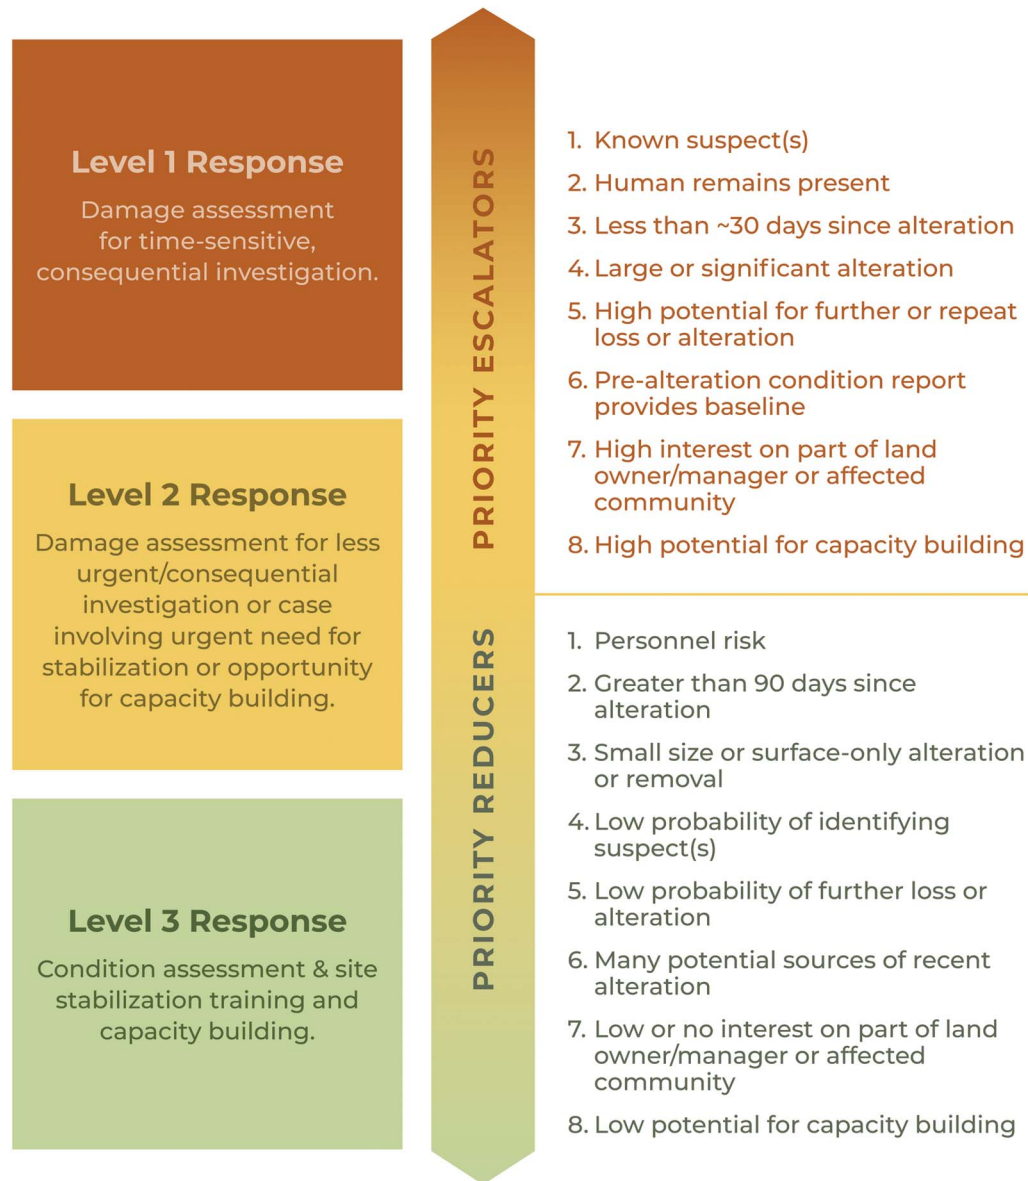 Level 1 Response
Damage assessment
for time-sensitive,
consequential investigation.
Level 2 Response
Damage assessment for less
urgent/consequential
investigation or case
involving urgent need for
stabilization or opportunity
for capacity building.
Level 3 Response
Condition assessment & site
stabilization training and
capacity building.
PRIORITY ESCALATORS
PRIORITY REDUCERS
1. Known suspect(s)
2. Human remains present
3. Less than ~30 days since alteration
4. Large or significant alteration
5. High potential for further or repeat
loss or alteration
6. Pre-alteration condition report
provides baseline
7. High interest on part of land
owner/manager or affected
community
8. High potential for capacity building
1. Personnel risk
2. Greater than 90 days since
alteration
3. Small size or surface-only alteration
or removal
4. Low probability of identifying
suspect(s)
5. Low probability of further loss or
alteration
6. Many potential sources of recent
alteration
7. Low or no interest on part of land
owner/manager or affected
community
8. Low potential for capacity building